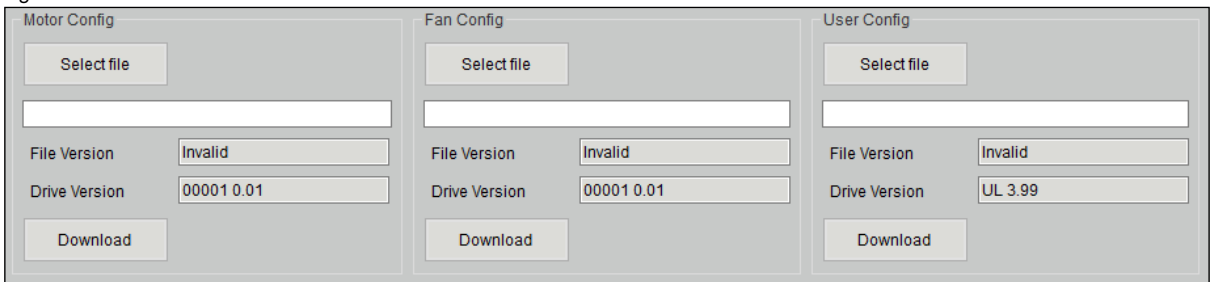 Motor Config
Select file
File Version Invalid
Drive Version 00001 0.01
Download
Fan Config
Select file
File Version Invalid
Drive Version 00001 0.01
Download
User Config
Select file
File Version Invalid
Drive Version UL 3.99
Download